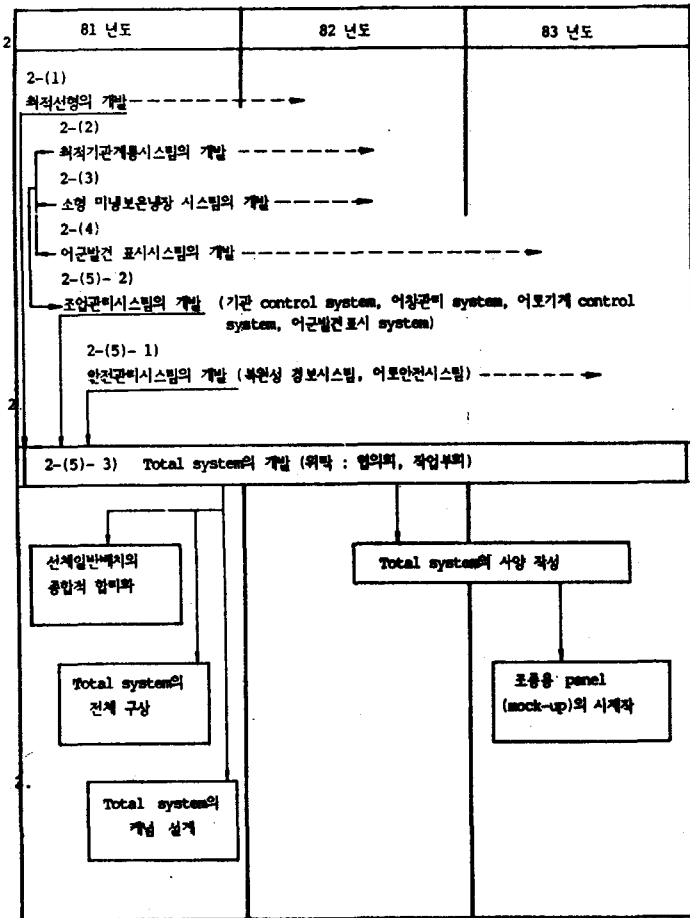 81 년도
82 년도
83 년도
2
2-(1)
최적선형의 개발
2-(2)
최적기관계통시스템의 개발
2-(3)
소형 미냉보온냉장 시스템의 개발
2-(4)
어군발견 표시시스템의 개발
2-(5)- 2)
조업관리시스템의 개발 (기관 control system, 어창관리 system, 어로기계 control
system, 어군발견표시 system)
2-(5)- 1)
안전관리시스템의 개발 (복원성 경보시스템, 어로안전시스템)
2
2-(5)- 3) Total system의 개발 (위탁 : 협의회, 작업부회)
선체일반배치의
종합적 합리화
Total system의 사양 작성
Total system의
전체 구상
panel
(mock-up)의 시제작
2.
Total system의
개념 설계